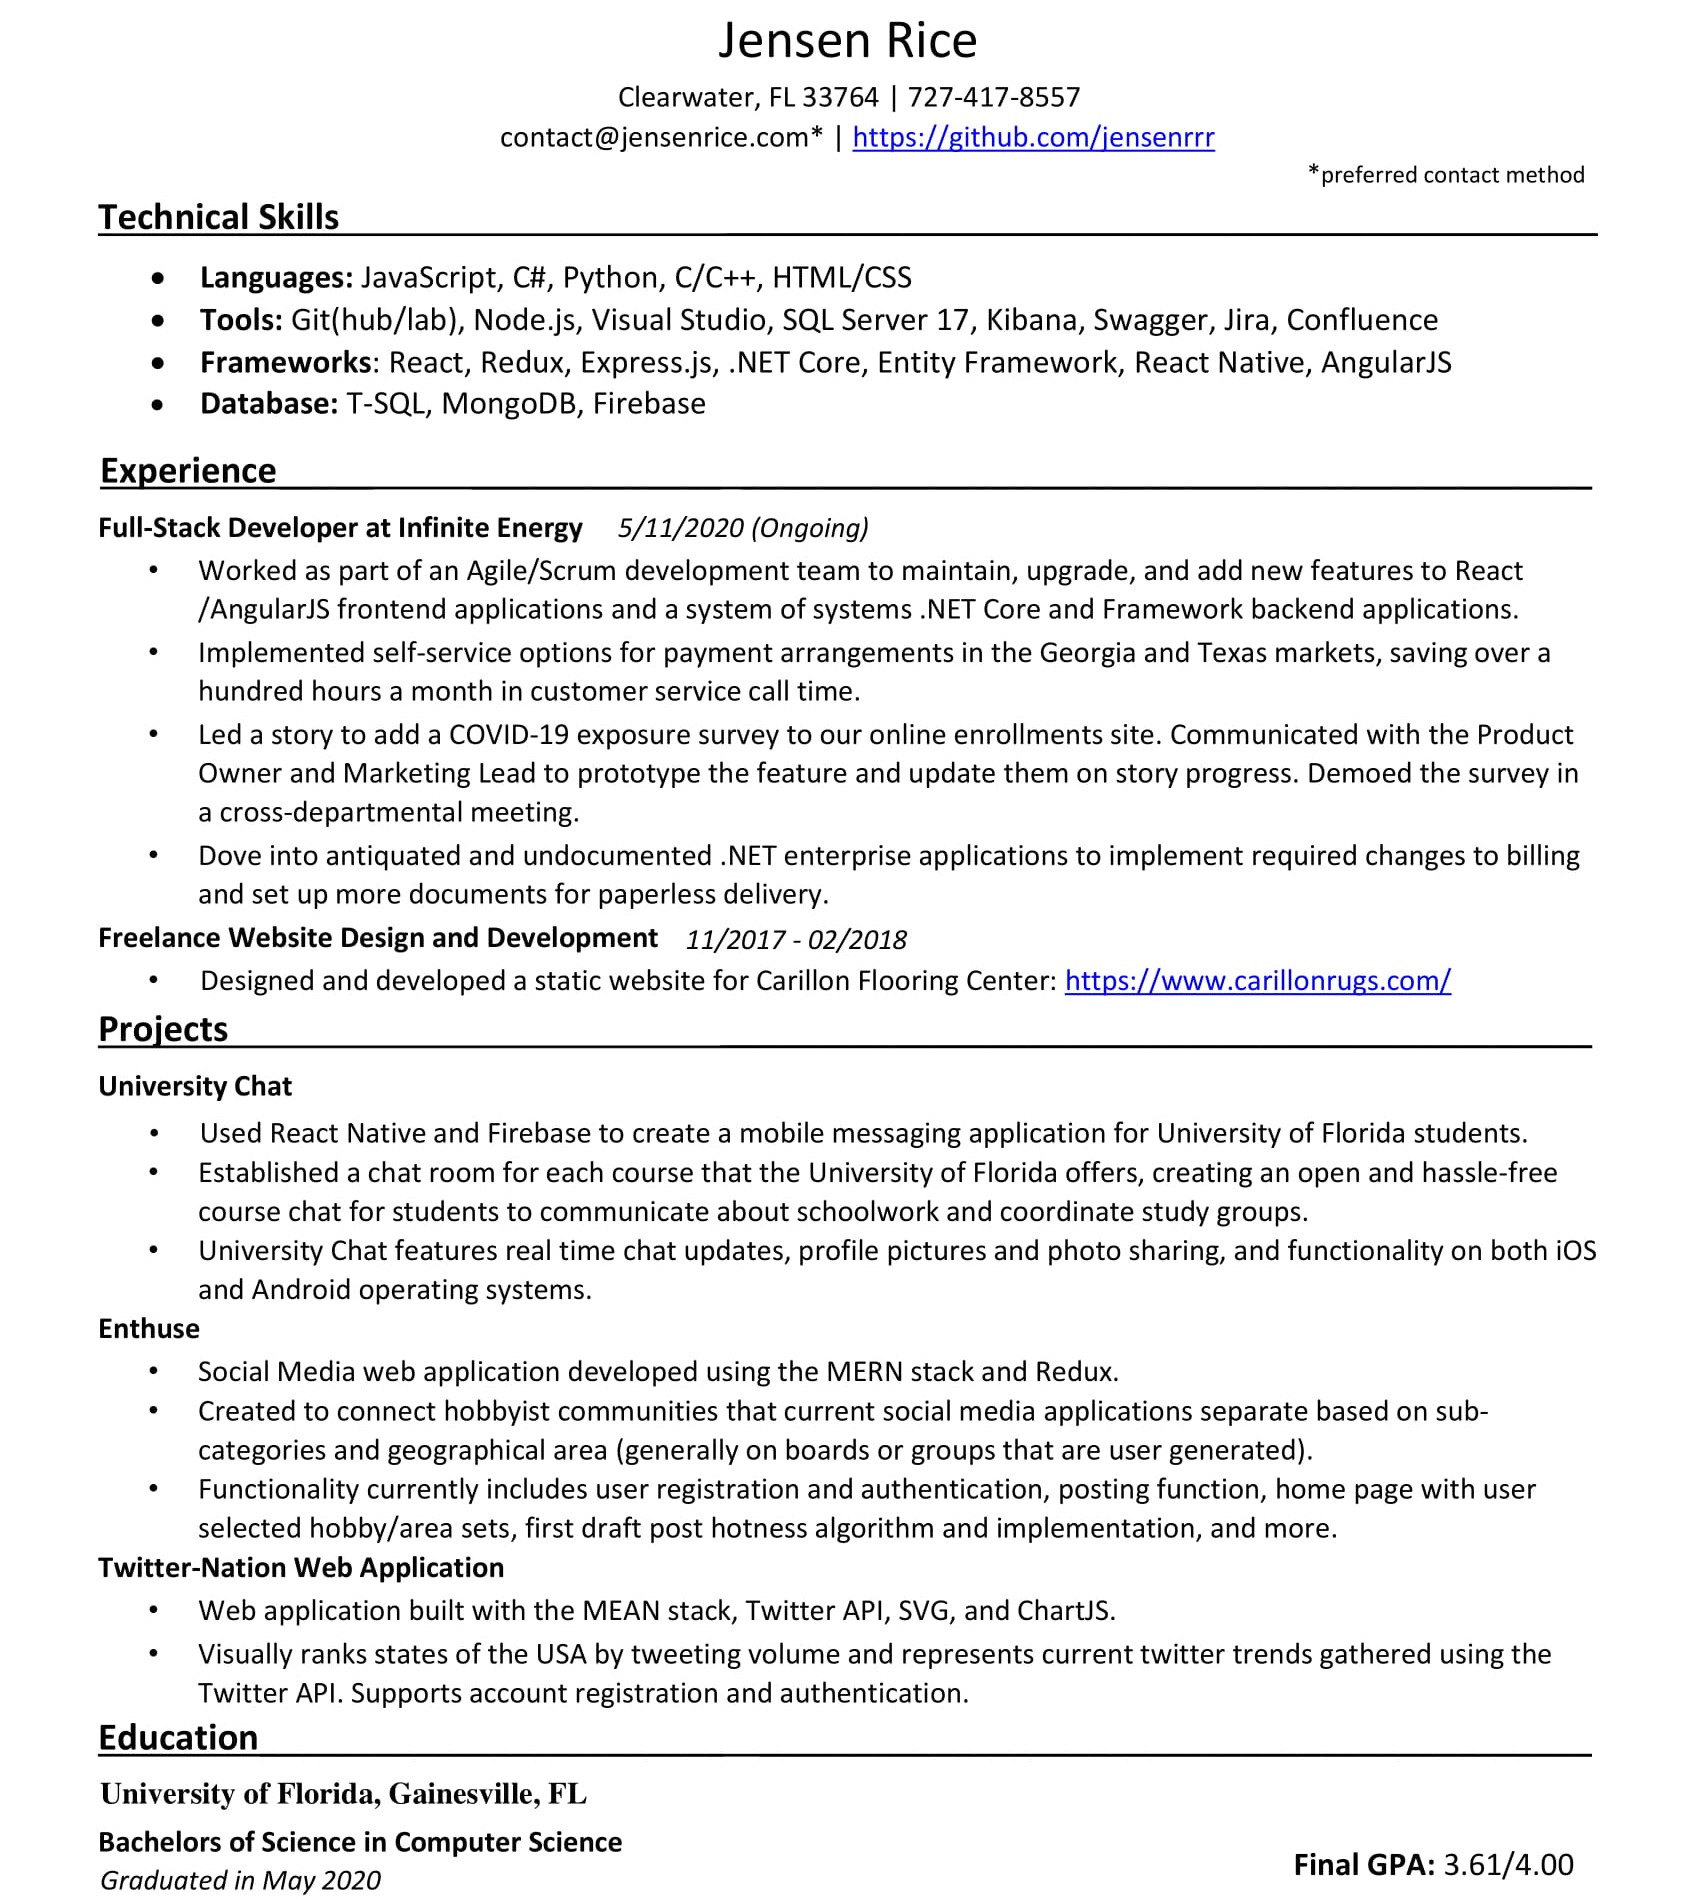 Jensen Rice
Clearwater, FL 33764 | 727-417-8557
contact@jensenrice.com* | https://github.com/jensenrrr
*preferred contact method
Technical Skills
• Languages: JavaScript, C#, Python, C/C++, HTML/CSS
• Tools: Git(hub/lab), Node.js, Visual Studio, SQL Server 17, Kibana, Swagger, Jira, Confluence
• Frameworks: React, Redux, Express.js, .NET Core, Entity Framework, React Native, AngularJS
• Database: T-SQL, MongoDB, Firebase
Experience
Full-Stack Developer at Infinite Energy 5/11/2020 (Ongoing)
• Worked as part of an Agile/Scrum development team to maintain, upgrade, and add new features to React
/AngularJS frontend applications and a system of systems .NET Core and Framework backend applications.
• Implemented self-service options for payment arrangements in the Georgia and Texas markets, saving over a
hundred hours a month in customer service call time.
• Led a story to add a COVID-19 exposure survey to our online enrollments site. Communicated with the Product
Owner and Marketing Lead to prototype the feature and update them on story progress. Demoed the survey in
a cross-departmental meeting.
• Dove into antiquated and undocumented .NET enterprise applications to implement required changes to billing
and set up more documents for paperless delivery.
Freelance Website Design and Development 11/2017 - 02/2018
• Designed and developed a static website for Carillon Flooring Center: https://www.carillonrugs.com/
Projects
University Chat
• Used React Native and Firebase to create a mobile messaging application for University of Florida students.
• Established a chat room for each course that the University of Florida offers, creating an open and hassle-free
course chat for students to communicate about schoolwork and coordinate study groups.
• University Chat features real time chat updates, profile pictures and photo sharing, and functionality on both iOS
and Android operating systems.
Enthuse
• Social Media web application developed using the MERN stack and Redux.
• Created to connect hobbyist communities that current social media applications separate based on sub-
categories and geographical area (generally on boards or groups that are user generated).
• Functionality currently includes user registration and authentication, posting function, home page with user
selected hobby/area sets, first draft post hotness algorithm and implementation, and more.
Twitter-Nation Web Application
• Web application built with the MEAN stack, Twitter API, SVG, and ChartJS.
• Visually ranks states of the USA by tweeting volume and represents current twitter trends gathered using the
Twitter API. Supports account registration and authentication.
Education
University of Florida, Gainesville, FL
Bachelors of Science in Computer Science
Final GPA: 3.61/4.00
Graduated in May 2020